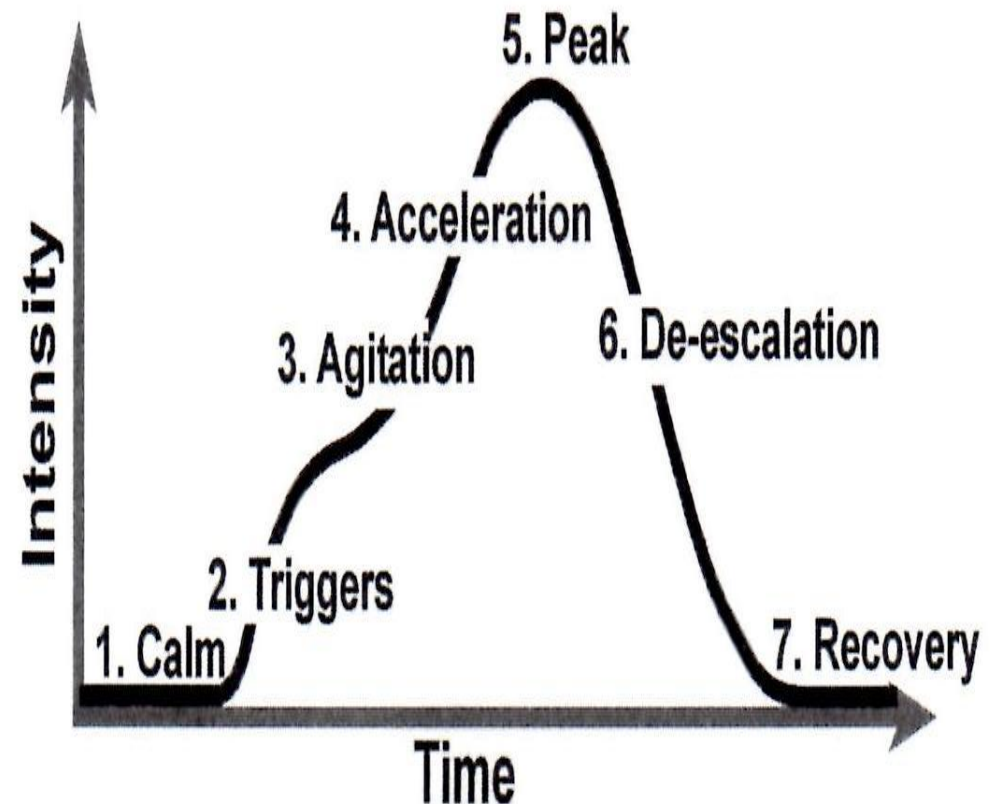 5. Peak
4. Acceleration
3. Agitation
6. De-escalation
2. Triggers
1. Calm
7. Recovery
Intensity
Time